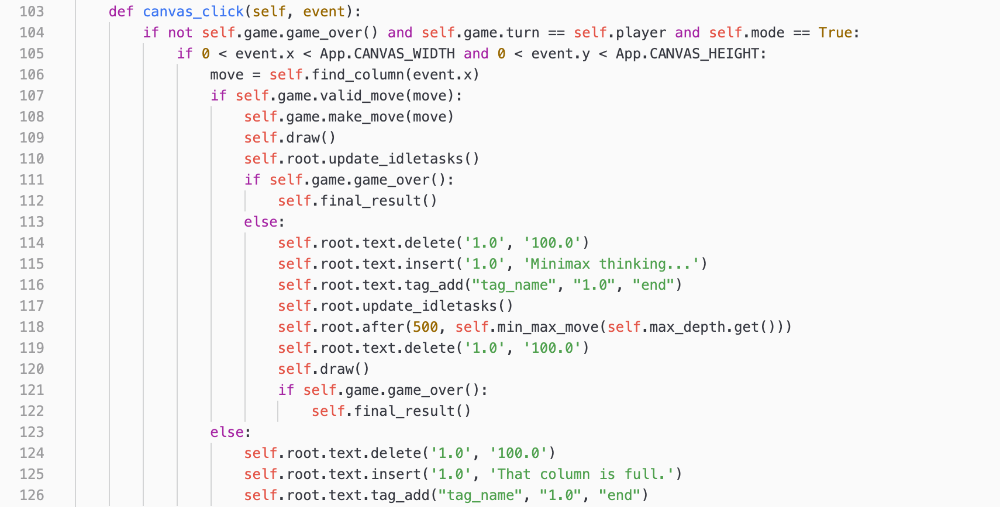 103 def canvas_click(self, event):
104 if not self.game.game_over() and self.game.turn == self.player and self.mode == True:
105 if 0 < event.x < App.CANVAS_WIDTH and 0 < event.y < App.CANVAS_HEIGHT:
106 move = self.find_column(event.x)
107 if self.game.valid_move(move):
108 self.game.make_move(move)
109 self.draw()
110 self.root.update_idletasks()
111 if self.game.game_over():
112 self.final_result()
113 else:
114 self.root.text.delete('1.0', '100.0')
115 self.root.text.insert('1.0', 'Minimax thinking...')
116 self.root.text.tag_add("tag_name", "1.0", "end")
117 self.root.update_idletasks()
118 self.root.after(500, self.min_max_move(self.max_depth.get()))
119 self.root.text.delete('1.0', '100.0')
120 self.draw()
121 if self.game.game_over():
122 self.final_result()
123 else:
124 self.root.text.delete('1.0', '100.0')
125 self.root.text.insert('1.0', 'That column is full.')
126 self.root.text.tag_add("tag_name", "1.0", "end")